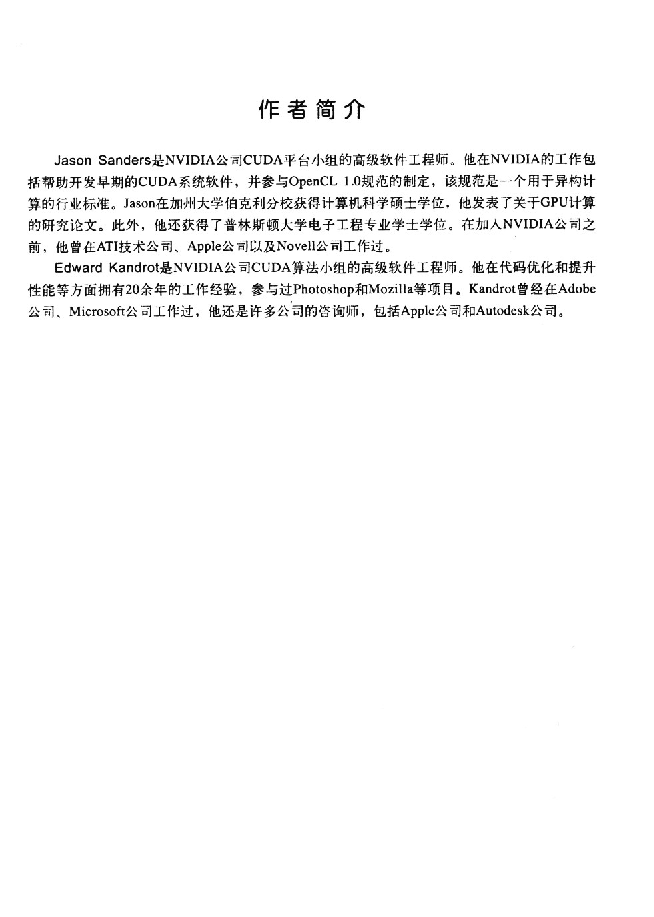 作者简介
Jason Sanders是NVIDIA公司CUDA平台小组的高级软件工程师。他在NVIDIA的工作包
括帮助开发早期的CUDA系统软件，并参与OpenCL 1.0规范的制定，该规范是一个用于异构计
算的行业标准。Jason在加州大学伯克利分校获得计算机科学硕士学位，他发表了关于GPU计算
的研究论文。此外，他还获得了普林斯顿大学电子工程专业学士学位。在加入NVIDIA公司之
前，他曾在ATI技术公司、Apple公司以及Novell公司工作过。
Edward Kandrot是NVIDIA公司CUDA算法小组的高级软件工程师。他在代码优化和提升
性能等方面拥有20余年的工作经验，参与过Photoshop和Mozilla等项目。Kandrot曾经在Adobe
公司、Microsoft公司工作过，他还是许多公司的咨询师，包括Apple公司和Autodesk公司。